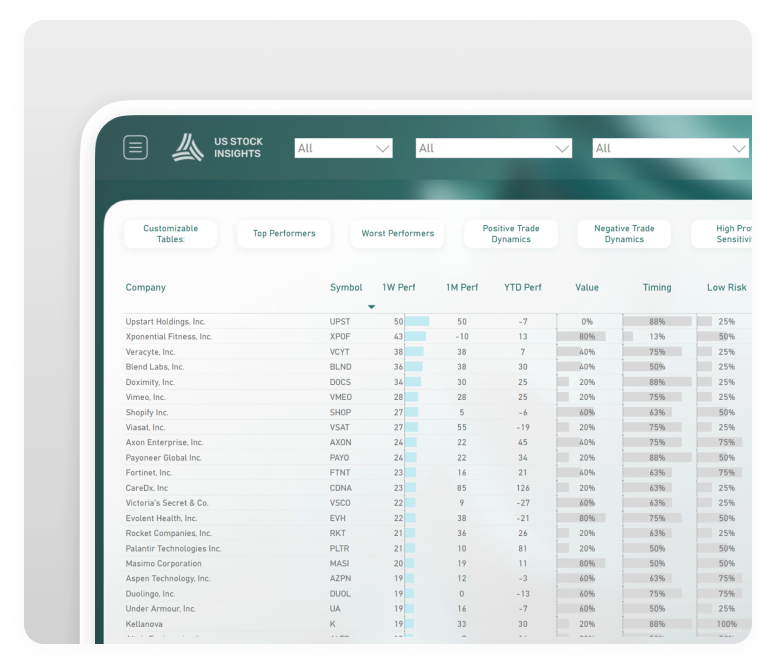 US STOCK
INSIGHTS
All
All
All
Customizable
Tables:
Top Performers
Worst Performers
Positive Trade
Dynamics
Negative Trade
Dynamics
High
Company Symbol 1W Perf 1M Perf YTD Perf Value Timing Low Risk
Upstart Holdings, Inc. UPST 50 50 -7 0% 88% 25%
Xponential Fitness, Inc. XPOF 43 -10 13 80% 13% 50%
Veracyte, Inc. VCYT 38 38 7 40% 75% 25%
Blend Labs, Inc. BLND 36 38 30 40% 50% 25%
Doximity, Inc. DOCS 34 30 25 20% 88% 25%
Vimeo, Inc. VMEO 28 28 25 20% 75% 25%
Shopify Inc. SHOP 27 5 -6 60% 63% 50%
Viasat, Inc. VSAT 27 55 -19 20% 75% 25%
Axon Enterprise, Inc. AXON 24 22 45 40% 75% 75%
Payoneer Global Inc. PAYO 24 22 34 20% 88% 50%
Fortinet, Inc. FTNT 23 16 21 40% 63% 75%
CareDx, Inc CDNA 23 85 126 20% 63% 25%
Victoria's Secret & Co. VSCO 22 9 -27 60% 63% 25%
Evolent Health, Inc. EVH 22 38 -21 80% 75% 50%
Rocket Companies, Inc. RKT 21 36 26 20% 63% 25%
Palantir Technologies Inc. PLTR 21 10 81 20% 50% 50%
Masimo Corporation MASI 20 19 11 80% 50% 50%
Aspen Technology, Inc. AZPN 19 12 -3 60% 63% 75%
Duolingo, Inc. DUOL 19 0 -13 60% 75% 75%
Under Armour, Inc. UA 19 16 -7 60% 50% 25%
Kellanova K 19 33 30 20% 88% 100%